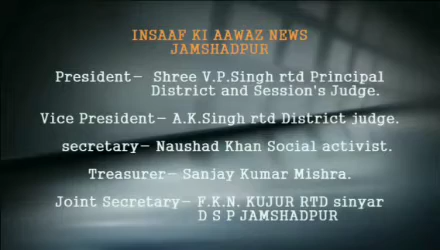 INSAAF KI AAWAZ NEWS
JAMSHADPUR
President- Shree V.P.Singh rtd Principal
District and Session's Judge.
Vice President- A.K.Singh rtd District judge.
secretary- Naushad Khan Social activist.
Treasurer- Sanjay Kumar Mishra.
Joint Secretary- F.K.N. KUJUR RTD sinyar
D S P JAMSHADPUR